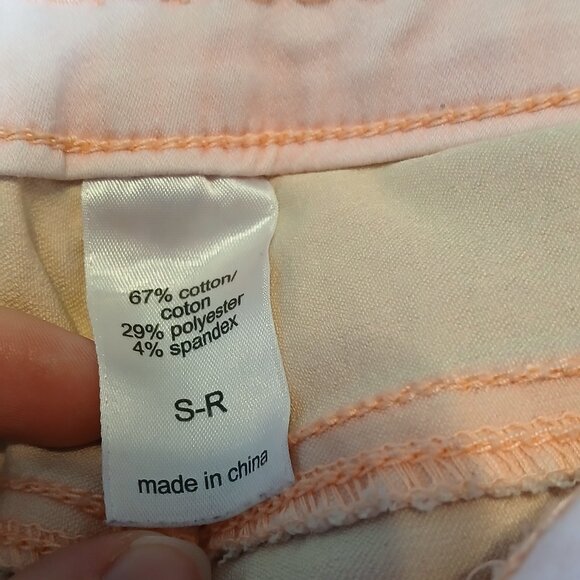 67% cotton/
coton
29% polyester
4% spandex
S-R
made in china